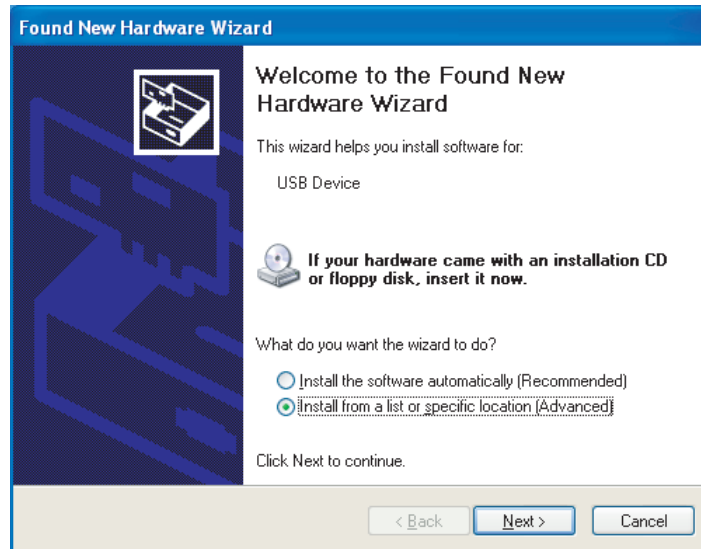 Found New Hardware Wizard
Welcome to the Found New
Hardware Wizard
This wizard helps you install software for:
USB Device
If your hardware came with an installation CD
or floppy disk, insert it now.
What do you want the wizard to do?
Install the software automatically (Recommended)
Install from a list or specific location (Advanced)
Click Next to continue.
< Back
Next >
Cancel